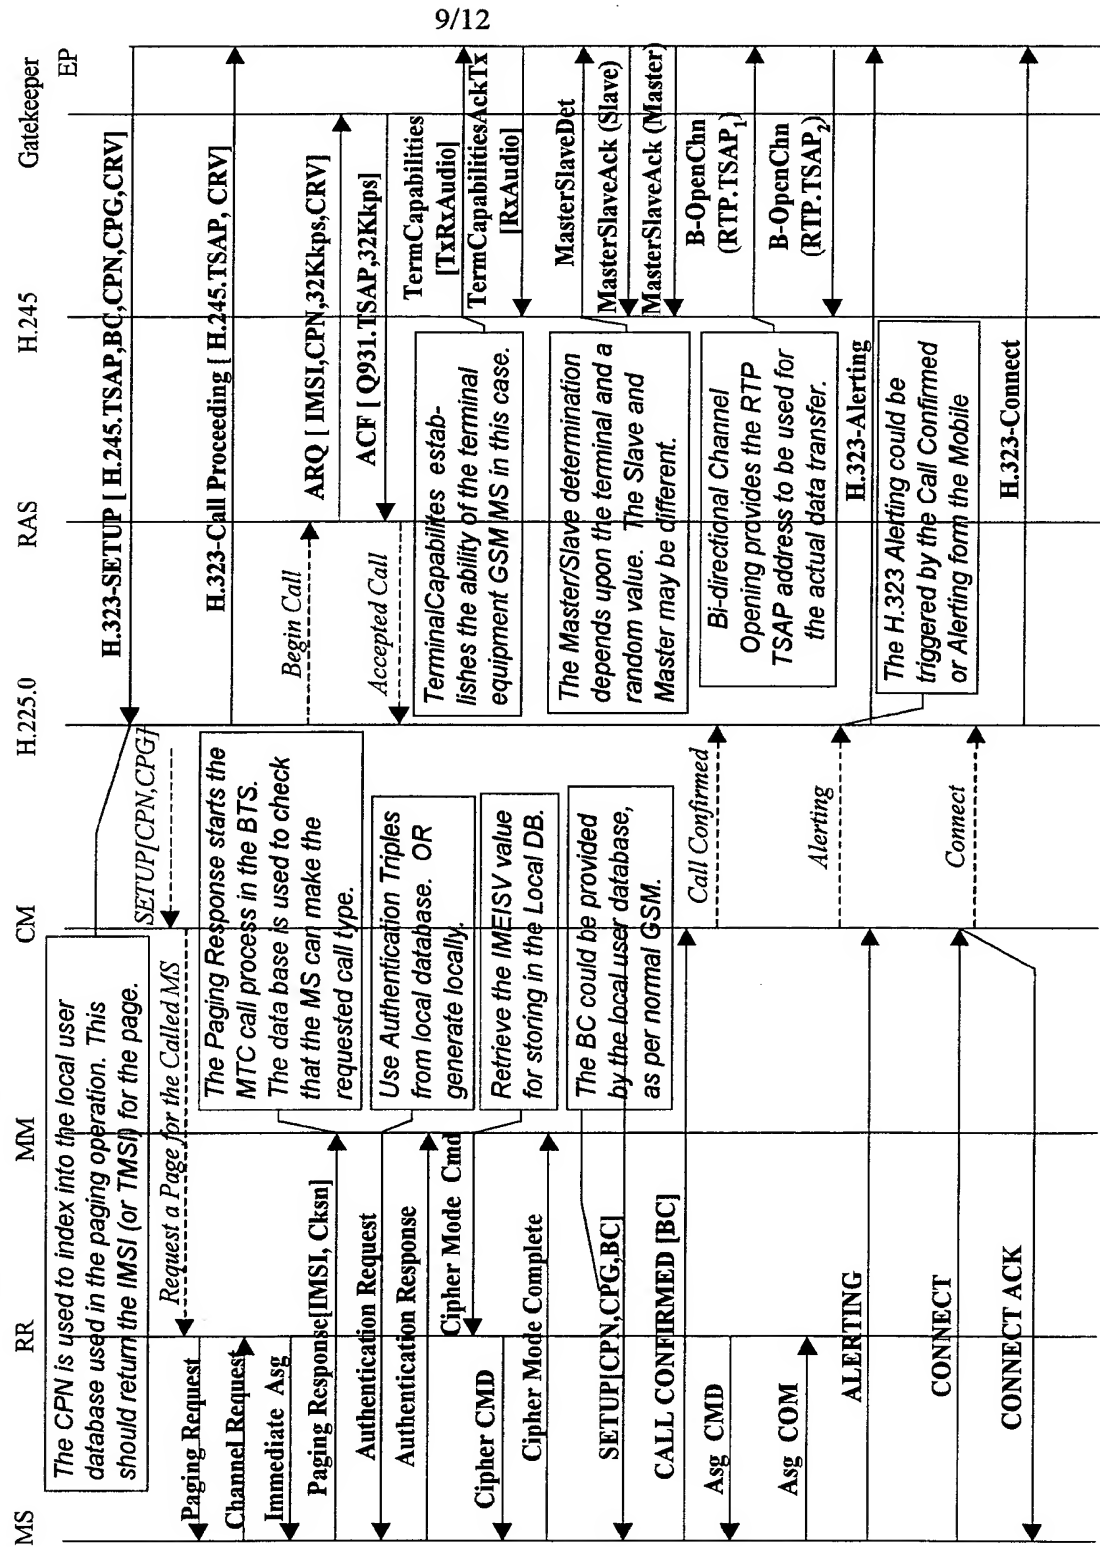 9/12
MS
RR
MM
CM
H.225.0
RAS
H.245
Gatekeeper
EP
The CPN is used to index into the local user
database used in the paging operation. This
should return the IMSI (or TMSI) for the page.
H.323-SETUP [ H.245.TSAP,BC,CPN,CPG,CRV]
SETUP[CPN,CPG]
Request a Page for the Called MS
H.323-Call Proceeding [ H.245.TSAP, CRV]
Paging Request
Channel Request
Immediate Asg
Paging Response[IMSI, Cksn]
The Paging Response starts the
MTC call process in the BTS.
The data base is used to check
that the MS can make the
requested call type.
Begin Call
ARQ [ IMSI,CPN,32Kkps,CRV]
ACF [ Q931.TSAP,32Kkps]
Accepted Call
Authentication Request
Authentication Response
Use Authentication Triples
from local database. OR
generate locally.
TermCapabilities
[TxRxAudio]
TermCapabilitiesAckTx
[RxAudio]
TerminalCapabilites estab-
lishes the ability of the terminal
equipment GSM MS in this case.
Cipher Mode Cmd
Cipher CMD
Cipher Mode Complete
Retrieve the IMEISV value
for storing in the Local DB.
MasterSlaveDet
MasterSlaveAck (Slave)
MasterSlaveAck (Master)
The Master/Slave determination
depends upon the terminal and a
random value. The Slave and
Master may be different.
SETUP[CPN,CPG,BC]
The BC could be provided
by the local user database,
as per normal GSM.
CALL CONFIRMED [BC]
Call Confirmed
B-OpenChn
(RTP.TSAP1)
B-OpenChn
(RTP.TSAP2)
Bi-directional Channel
Opening provides the RTP
TSAP address to be used for
the actual data transfer.
Asg CMD
Asg COM
ALERTING
Alerting
H.323-Alerting
The H.323 Alerting could be
triggered by the Call Confirmed
or Alerting form the Mobile
CONNECT
Connect
H.323-Connect
CONNECT ACK